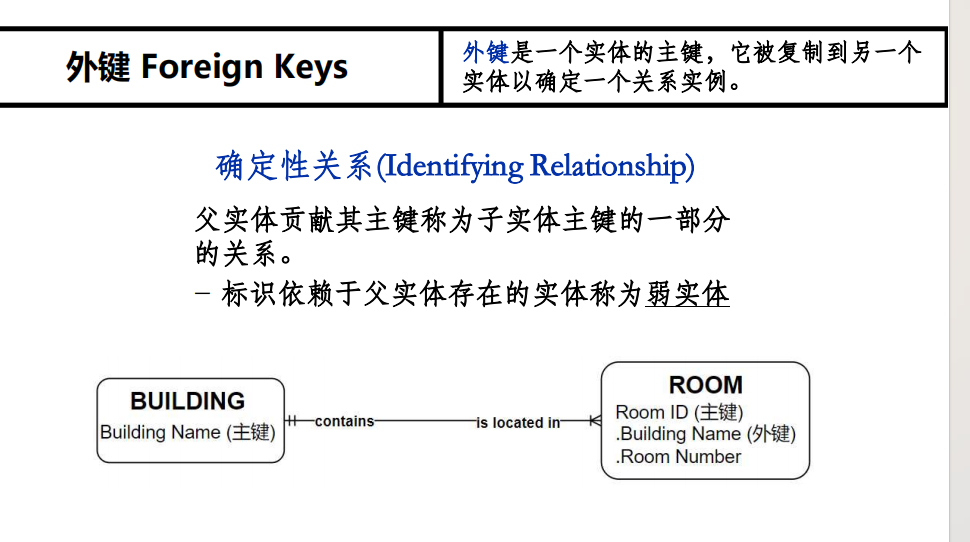 外键 Foreign Keys
外键是一个实体的主键，它被复制到另一个
实体以确定一个关系实例。
确定性关系(Identifying Relationship)
父实体贡献其主键称为子实体主键的一部分
的关系。
– 标识依赖于父实体存在的实体称为弱实体
BUILDING
Building Name (主键)
contains
is located in
ROOM
Room ID (主键)
.Building Name (外键)
.Room Number